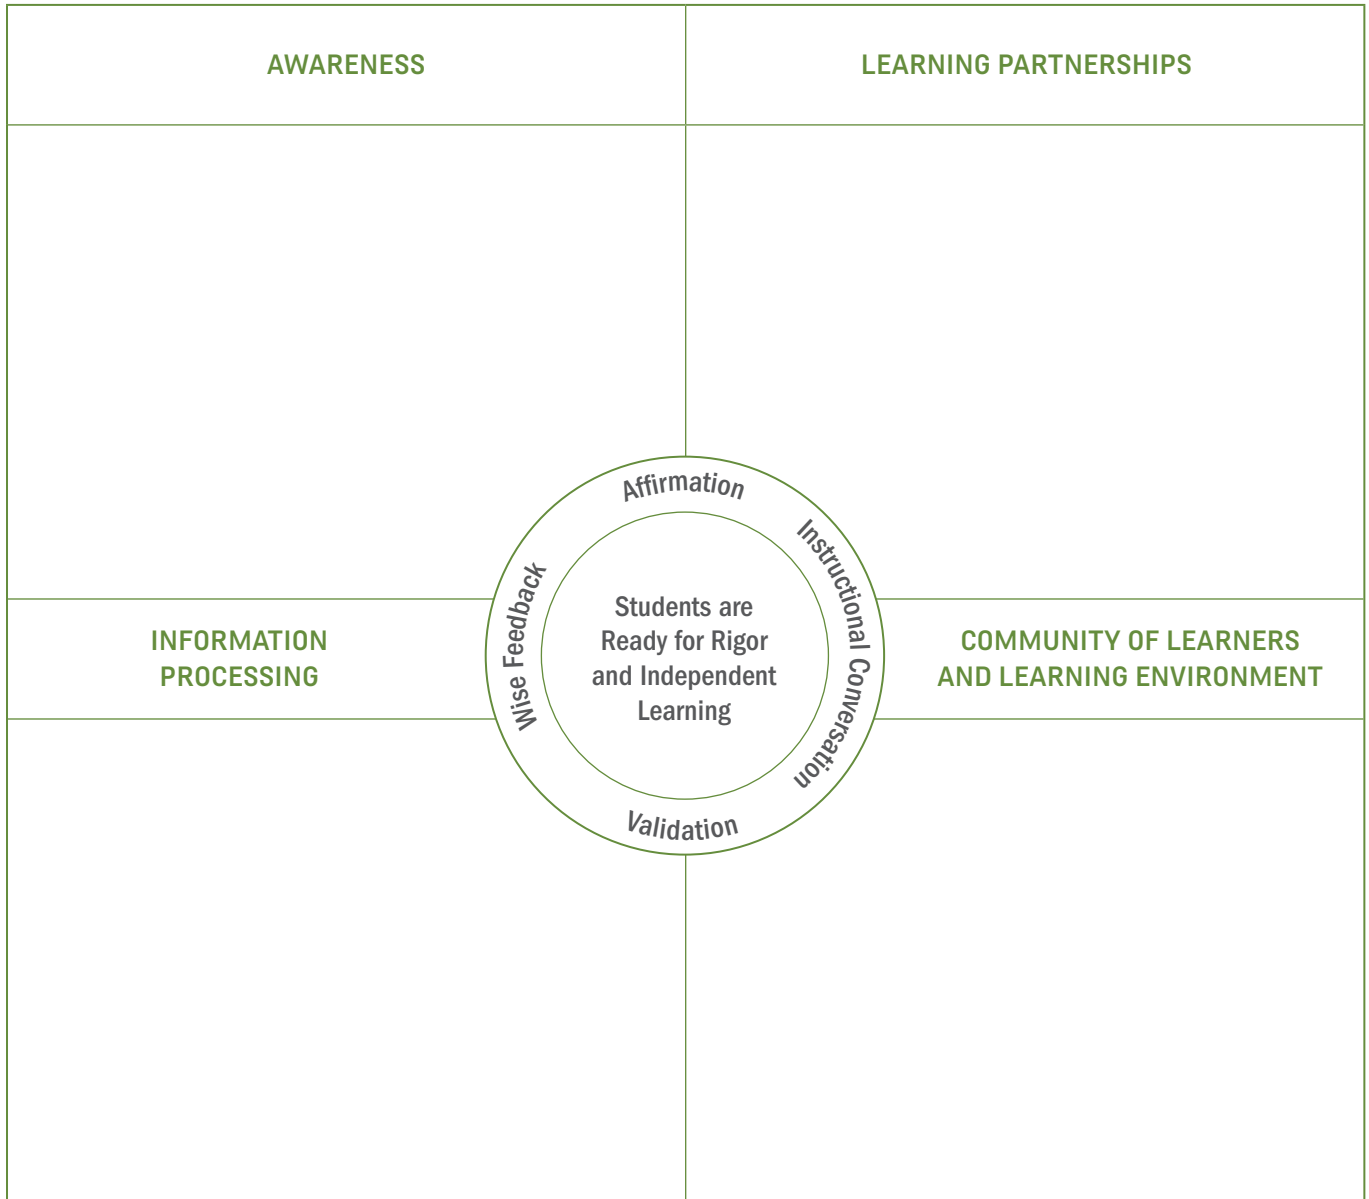 AWARENESS
LEARNING PARTNERSHIPS
Affirmation
Instructional Conversation
Validation
Wise Feedback
Students are
Ready for Rigor
and Independent
Learning
INFORMATION
PROCESSING
COMMUNITY OF LEARNERS
AND LEARNING ENVIRONMENT